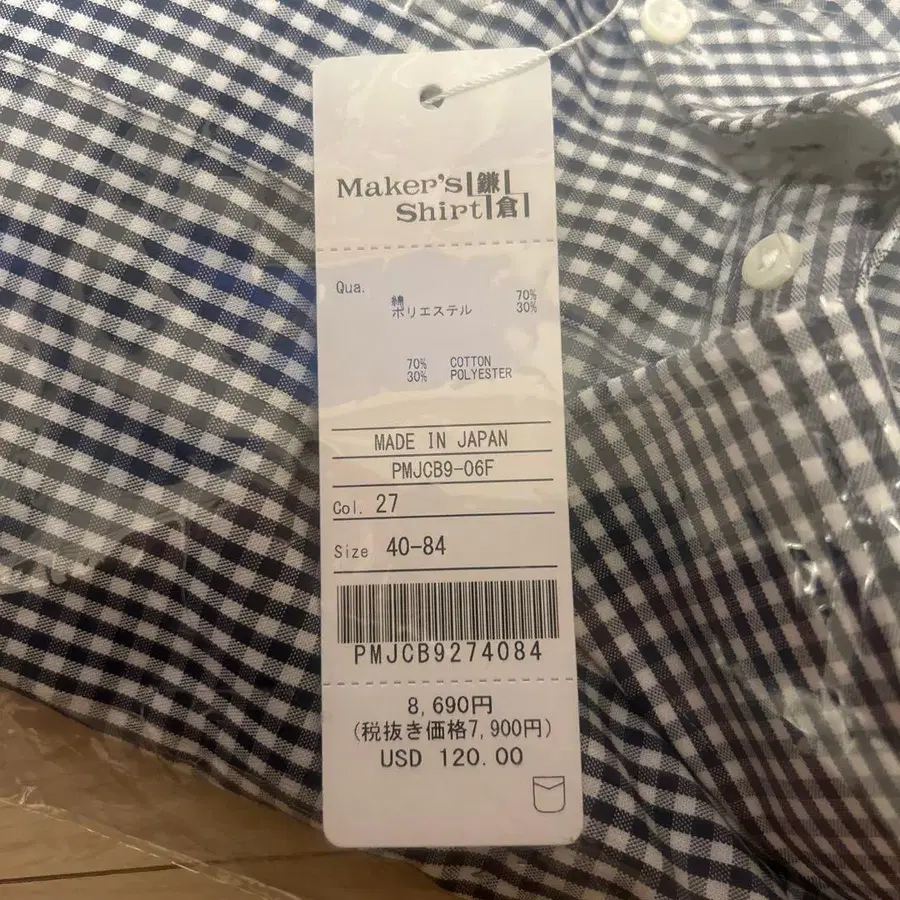 Maker's 鎌
Shirt 倉
Qua.
綿 70%
ポリエステル 30%
70% COTTON
30% POLYESTER
MADE IN JAPAN
PMJCB9-06F
Col. 27
Size 40-84
PMJCB9274084
8,690円
(税抜き価格7,900円)
USD 120.00